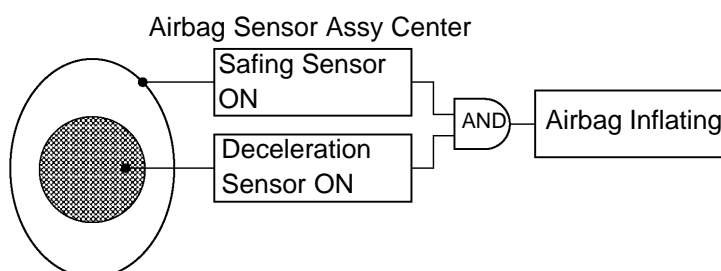 Airbag Sensor Assy Center
Safing Sensor
ON
Deceleration
Sensor ON
AND
Airbag Inflating